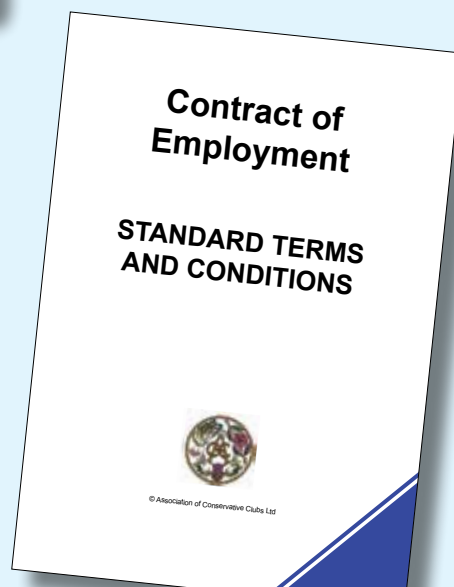 Contract of
Employment
STANDARD TERMS
AND CONDITIONS
© Association of Conservative Clubs Ltd